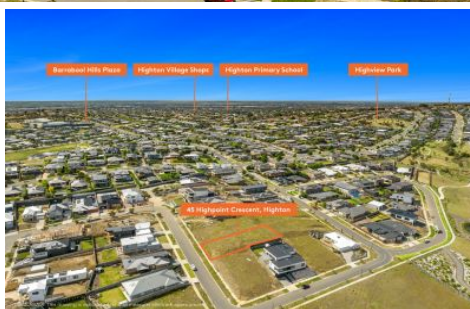 Barrabool Hills Plaza
Highton Village Shops
Highton Primary School
Highview Park
45 Highpoint Crescent, Highton